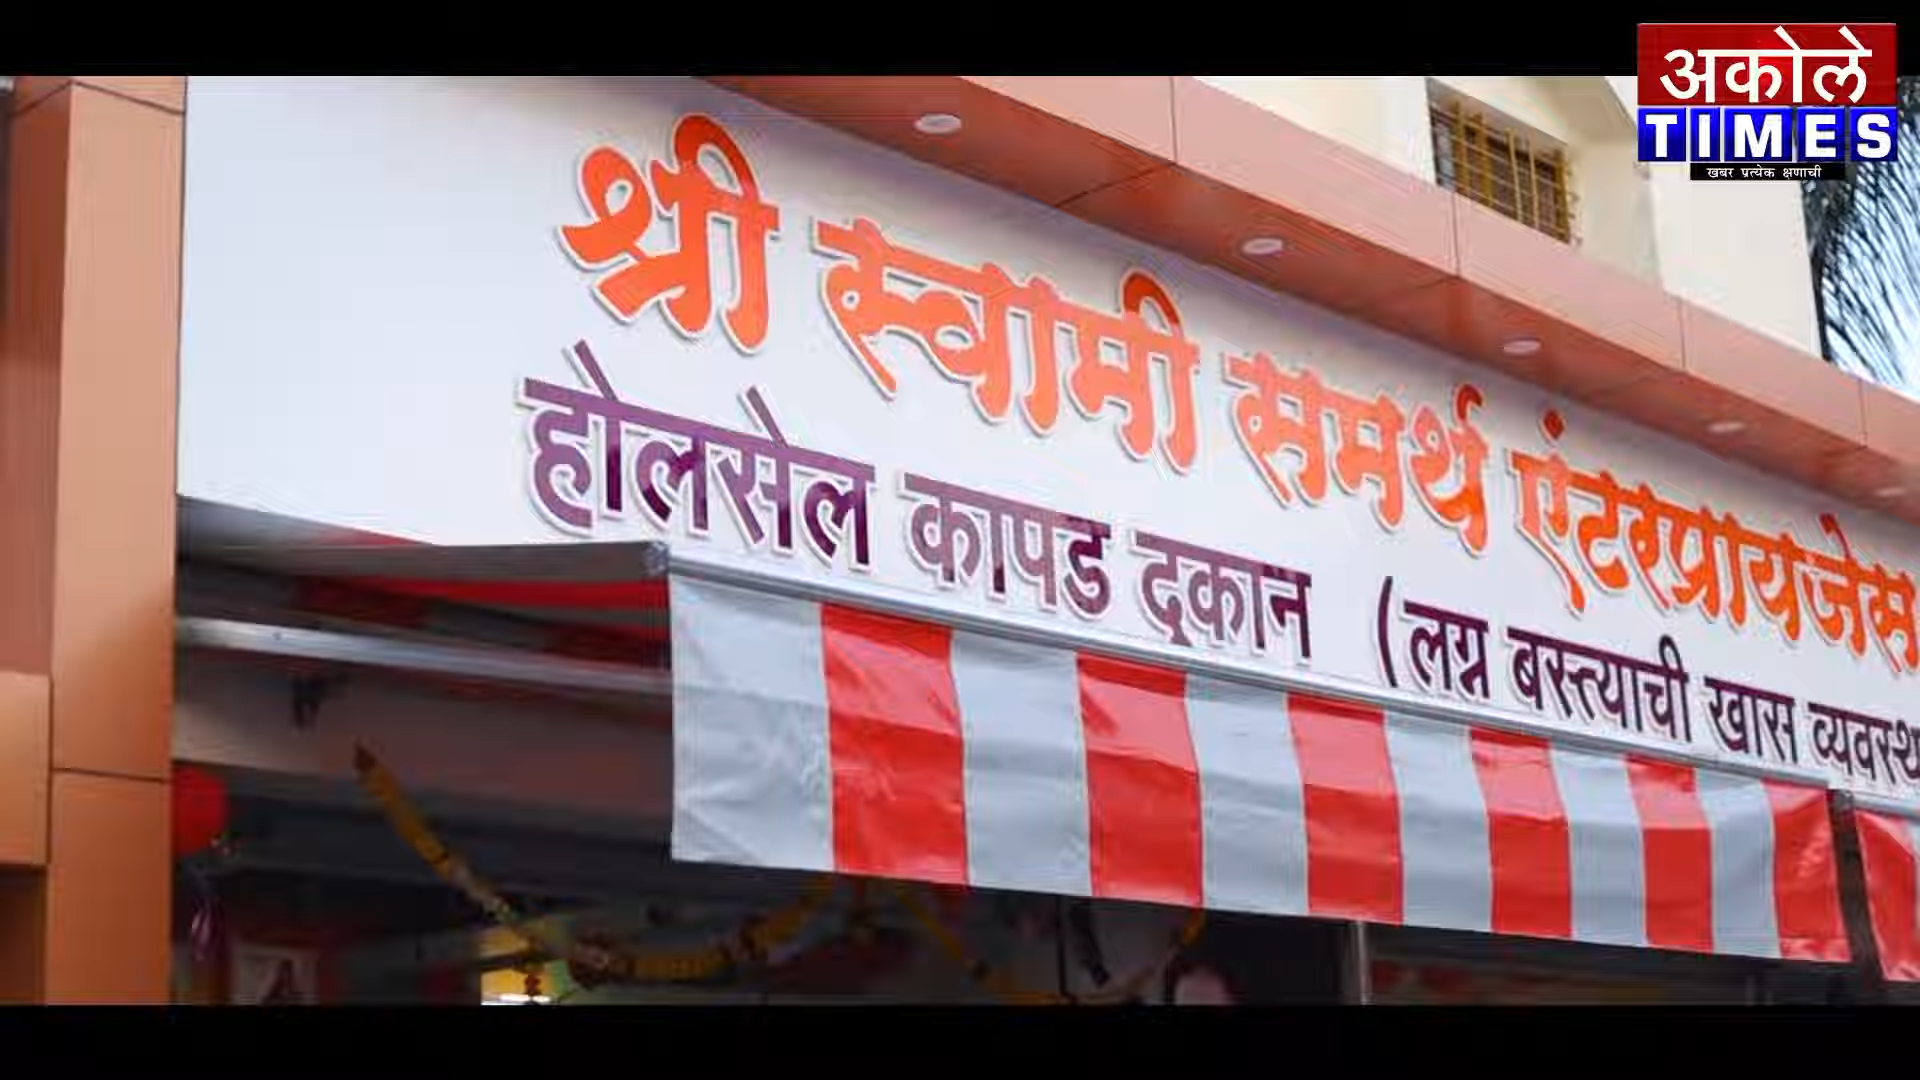 अकोले
TIMES
खबर प्रत्येक क्षणाची
श्री स्वामी समर्थ एंटरप्रायजेस
होलसेल कापड दुकान (लग्न बस्त्याची खास